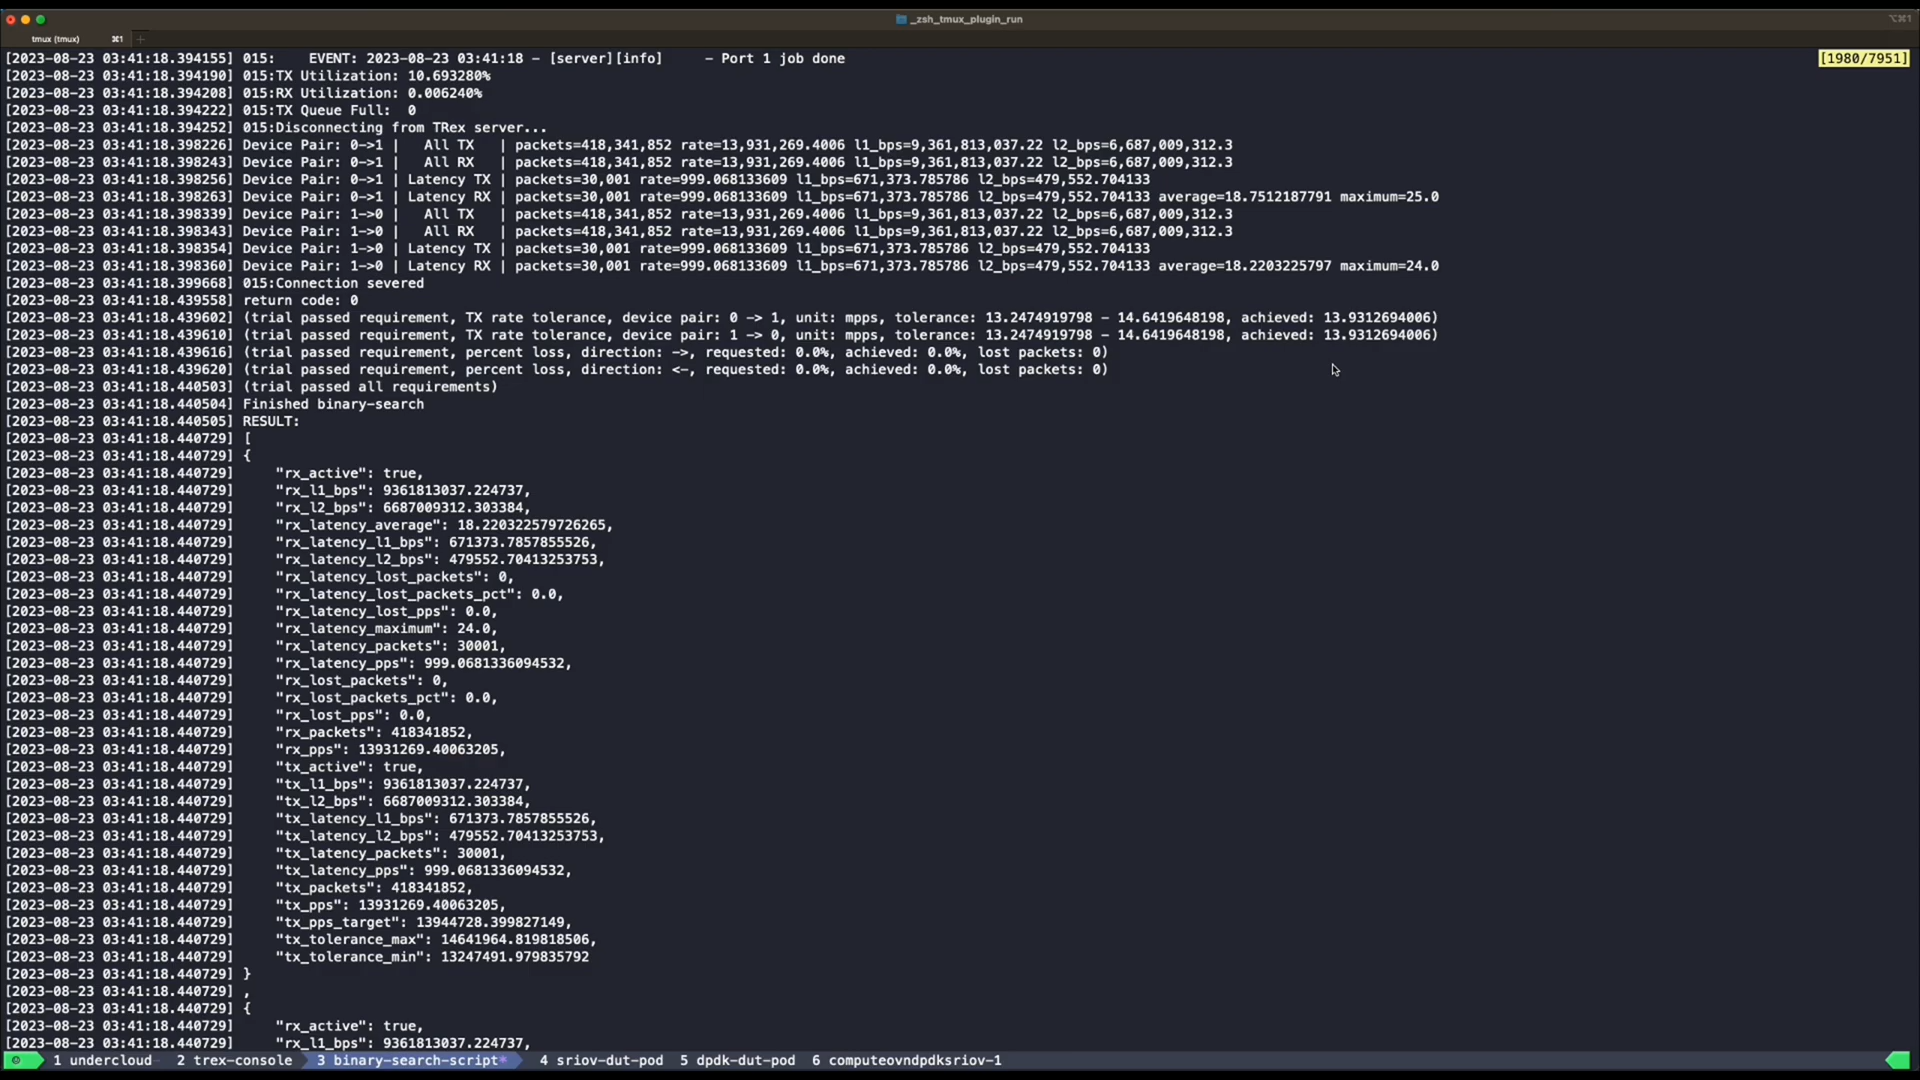 _zsh_tmux_plugin_run
⌥⌘1
tmux (tmux) ⌘1 +
[2023-08-23 03:41:18.394155] 015:    EVENT: 2023-08-23 03:41:18 - [server][info]     - Port 1 job done
[1980/7951]
[2023-08-23 03:41:18.394190] 015:TX Utilization: 10.693280%
[2023-08-23 03:41:18.394208] 015:RX Utilization: 0.006240%
[2023-08-23 03:41:18.394222] 015:TX Queue Full:  0
[2023-08-23 03:41:18.394252] 015:Disconnecting from TRex server...
[2023-08-23 03:41:18.398226] Device Pair: 0->1 |   All TX   | packets=418,341,852 rate=13,931,269.4006 l1_bps=9,361,813,037.22 l2_bps=6,687,009,312.3
[2023-08-23 03:41:18.398243] Device Pair: 0->1 |   All RX   | packets=418,341,852 rate=13,931,269.4006 l1_bps=9,361,813,037.22 l2_bps=6,687,009,312.3
[2023-08-23 03:41:18.398256] Device Pair: 0->1 | Latency TX | packets=30,001 rate=999.068133609 l1_bps=671,373.785786 l2_bps=479,552.704133
[2023-08-23 03:41:18.398263] Device Pair: 0->1 | Latency RX | packets=30,001 rate=999.068133609 l1_bps=671,373.785786 l2_bps=479,552.704133 average=18.7512187791 maximum=25.0
[2023-08-23 03:41:18.398339] Device Pair: 1->0 |   All TX   | packets=418,341,852 rate=13,931,269.4006 l1_bps=9,361,813,037.22 l2_bps=6,687,009,312.3
[2023-08-23 03:41:18.398343] Device Pair: 1->0 |   All RX   | packets=418,341,852 rate=13,931,269.4006 l1_bps=9,361,813,037.22 l2_bps=6,687,009,312.3
[2023-08-23 03:41:18.398354] Device Pair: 1->0 | Latency TX | packets=30,001 rate=999.068133609 l1_bps=671,373.785786 l2_bps=479,552.704133
[2023-08-23 03:41:18.398360] Device Pair: 1->0 | Latency RX | packets=30,001 rate=999.068133609 l1_bps=671,373.785786 l2_bps=479,552.704133 average=18.2203225797 maximum=24.0
[2023-08-23 03:41:18.399668] 015:Connection severed
[2023-08-23 03:41:18.439558] return code: 0
[2023-08-23 03:41:18.439602] (trial passed requirement, TX rate tolerance, device pair: 0 -> 1, unit: mpps, tolerance: 13.2474919798 - 14.6419648198, achieved: 13.9312694006)
[2023-08-23 03:41:18.439610] (trial passed requirement, TX rate tolerance, device pair: 1 -> 0, unit: mpps, tolerance: 13.2474919798 - 14.6419648198, achieved: 13.9312694006)
[2023-08-23 03:41:18.439616] (trial passed requirement, percent loss, direction: ->, requested: 0.0%, achieved: 0.0%, lost packets: 0)
[2023-08-23 03:41:18.439620] (trial passed requirement, percent loss, direction: <-, requested: 0.0%, achieved: 0.0%, lost packets: 0)
[2023-08-23 03:41:18.440503] (trial passed all requirements)
[2023-08-23 03:41:18.440504] Finished binary-search
[2023-08-23 03:41:18.440505] RESULT:
[2023-08-23 03:41:18.440729] [
[2023-08-23 03:41:18.440729] {
[2023-08-23 03:41:18.440729]     "rx_active": true,
[2023-08-23 03:41:18.440729]     "rx_l1_bps": 9361813037.224737,
[2023-08-23 03:41:18.440729]     "rx_l2_bps": 6687009312.303384,
[2023-08-23 03:41:18.440729]     "rx_latency_average": 18.220322579726265,
[2023-08-23 03:41:18.440729]     "rx_latency_l1_bps": 671373.7857855526,
[2023-08-23 03:41:18.440729]     "rx_latency_l2_bps": 479552.70413253753,
[2023-08-23 03:41:18.440729]     "rx_latency_lost_packets": 0,
[2023-08-23 03:41:18.440729]     "rx_latency_lost_packets_pct": 0.0,
[2023-08-23 03:41:18.440729]     "rx_latency_lost_pps": 0.0,
[2023-08-23 03:41:18.440729]     "rx_latency_maximum": 24.0,
[2023-08-23 03:41:18.440729]     "rx_latency_packets": 30001,
[2023-08-23 03:41:18.440729]     "rx_latency_pps": 999.0681336094532,
[2023-08-23 03:41:18.440729]     "rx_lost_packets": 0,
[2023-08-23 03:41:18.440729]     "rx_lost_packets_pct": 0.0,
[2023-08-23 03:41:18.440729]     "rx_lost_pps": 0.0,
[2023-08-23 03:41:18.440729]     "rx_packets": 418341852,
[2023-08-23 03:41:18.440729]     "rx_pps": 13931269.40063205,
[2023-08-23 03:41:18.440729]     "tx_active": true,
[2023-08-23 03:41:18.440729]     "tx_l1_bps": 9361813037.224737,
[2023-08-23 03:41:18.440729]     "tx_l2_bps": 6687009312.303384,
[2023-08-23 03:41:18.440729]     "tx_latency_l1_bps": 671373.7857855526,
[2023-08-23 03:41:18.440729]     "tx_latency_l2_bps": 479552.70413253753,
[2023-08-23 03:41:18.440729]     "tx_latency_packets": 30001,
[2023-08-23 03:41:18.440729]     "tx_latency_pps": 999.0681336094532,
[2023-08-23 03:41:18.440729]     "tx_packets": 418341852,
[2023-08-23 03:41:18.440729]     "tx_pps": 13931269.40063205,
[2023-08-23 03:41:18.440729]     "tx_pps_target": 13944728.399827149,
[2023-08-23 03:41:18.440729]     "tx_tolerance_max": 14641964.819818506,
[2023-08-23 03:41:18.440729]     "tx_tolerance_min": 13247491.979835792
[2023-08-23 03:41:18.440729] }
[2023-08-23 03:41:18.440729] ,
[2023-08-23 03:41:18.440729] {
[2023-08-23 03:41:18.440729]     "rx_active": true,
[2023-08-23 03:41:18.440729]     "rx_l1_bps": 9361813037.224737,
1 undercloud- 2 trex-console 3 binary-search-script* 4 sriov-dut-pod 5 dpdk-dut-pod 6 computeovndpdksriov-1